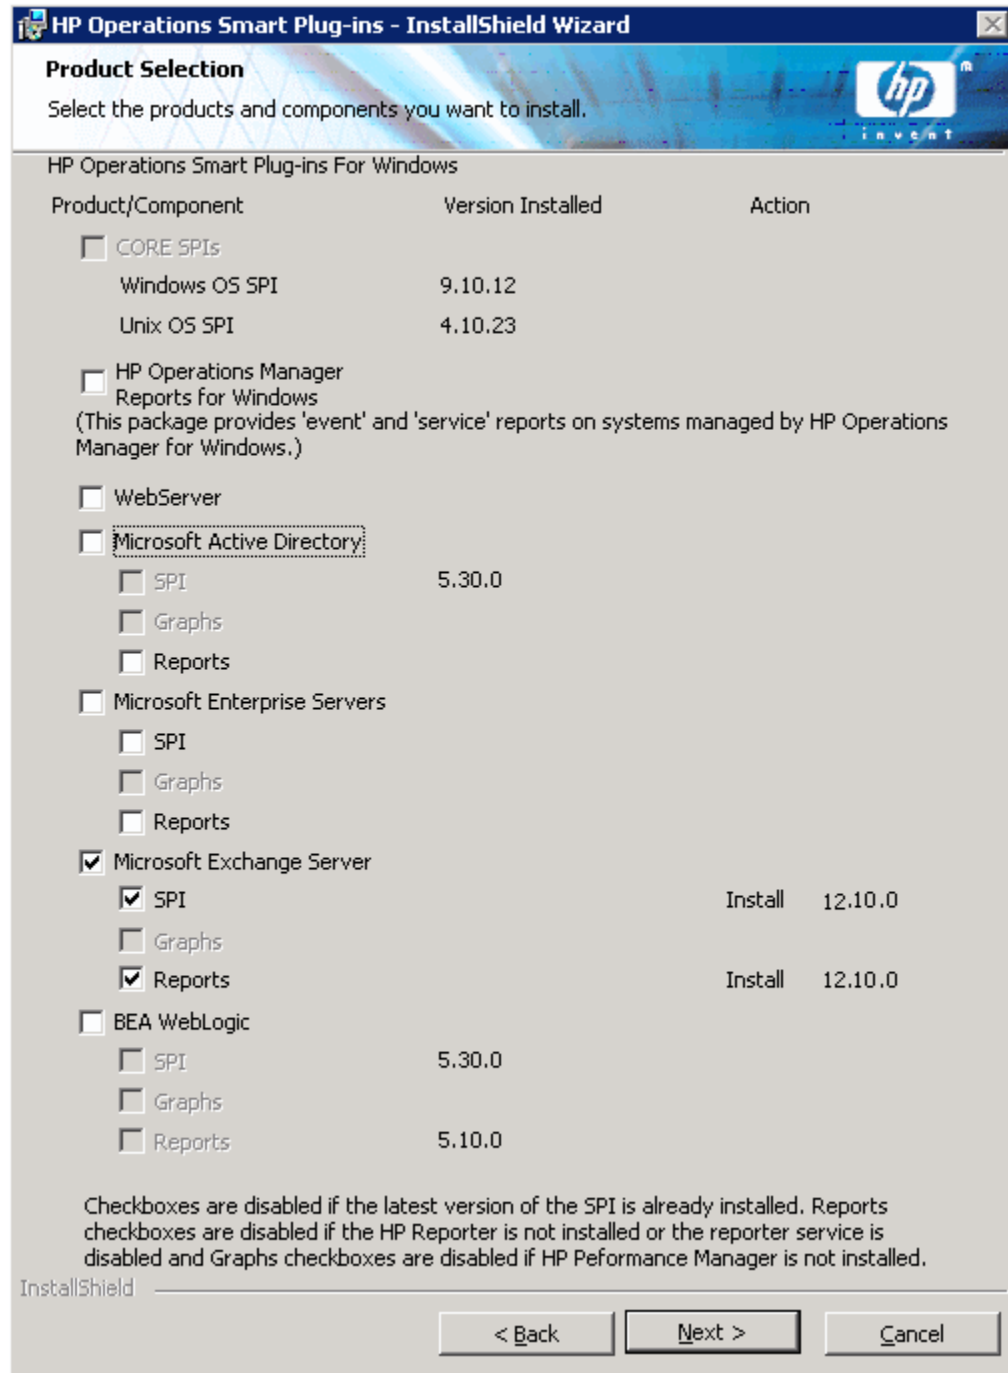 HP Operations Smart Plug-ins - InstallShield Wizard
Product Selection
Select the products and components you want to install.
hp
®
invent
HP Operations Smart Plug-ins For Windows
Product/Component Version Installed Action
CORE SPIs
Windows OS SPI 9.10.12
Unix OS SPI 4.10.23
HP Operations Manager
Reports for Windows
(This package provides 'event' and 'service' reports on systems managed by HP Operations
Manager for Windows.)
WebServer
Microsoft Active Directory
SPI 5.30.0
Graphs
Reports
Microsoft Enterprise Servers
SPI
Graphs
Reports
Microsoft Exchange Server
SPI Install 12.10.0
Graphs
Reports Install 12.10.0
BEA WebLogic
SPI 5.30.0
Graphs
Reports 5.10.0
Checkboxes are disabled if the latest version of the SPI is already installed. Reports
checkboxes are disabled if the HP Reporter is not installed or the reporter service is
disabled and Graphs checkboxes are disabled if HP Peformance Manager is not installed.
InstallShield
< Back Next > Cancel